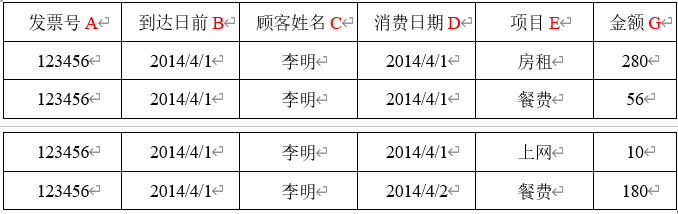 发票号 A 到达日前 B 顾客姓名 C 消费日期 D 项目 E 金额 G
123456 2014/4/1 李明 2014/4/1 房租 280
123456 2014/4/1 李明 2014/4/1 餐费 56
123456 2014/4/1 李明 2014/4/1 上网 10
123456 2014/4/1 李明 2014/4/2 餐费 180